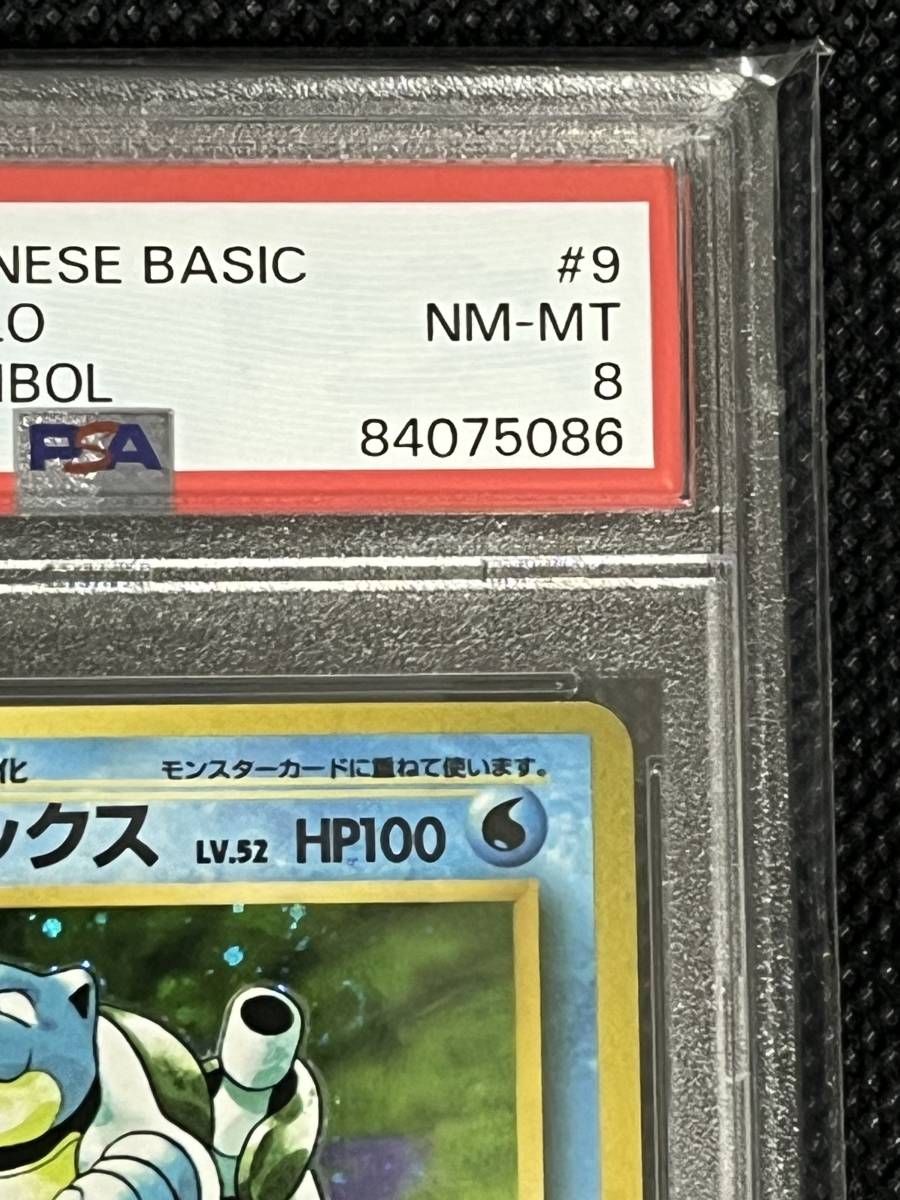 NESE BASIC #9
LO NM-MT
MBOL 8
PSA 84075086
化 モンスターカードに重ねて使います。
ックス LV.52 HP100